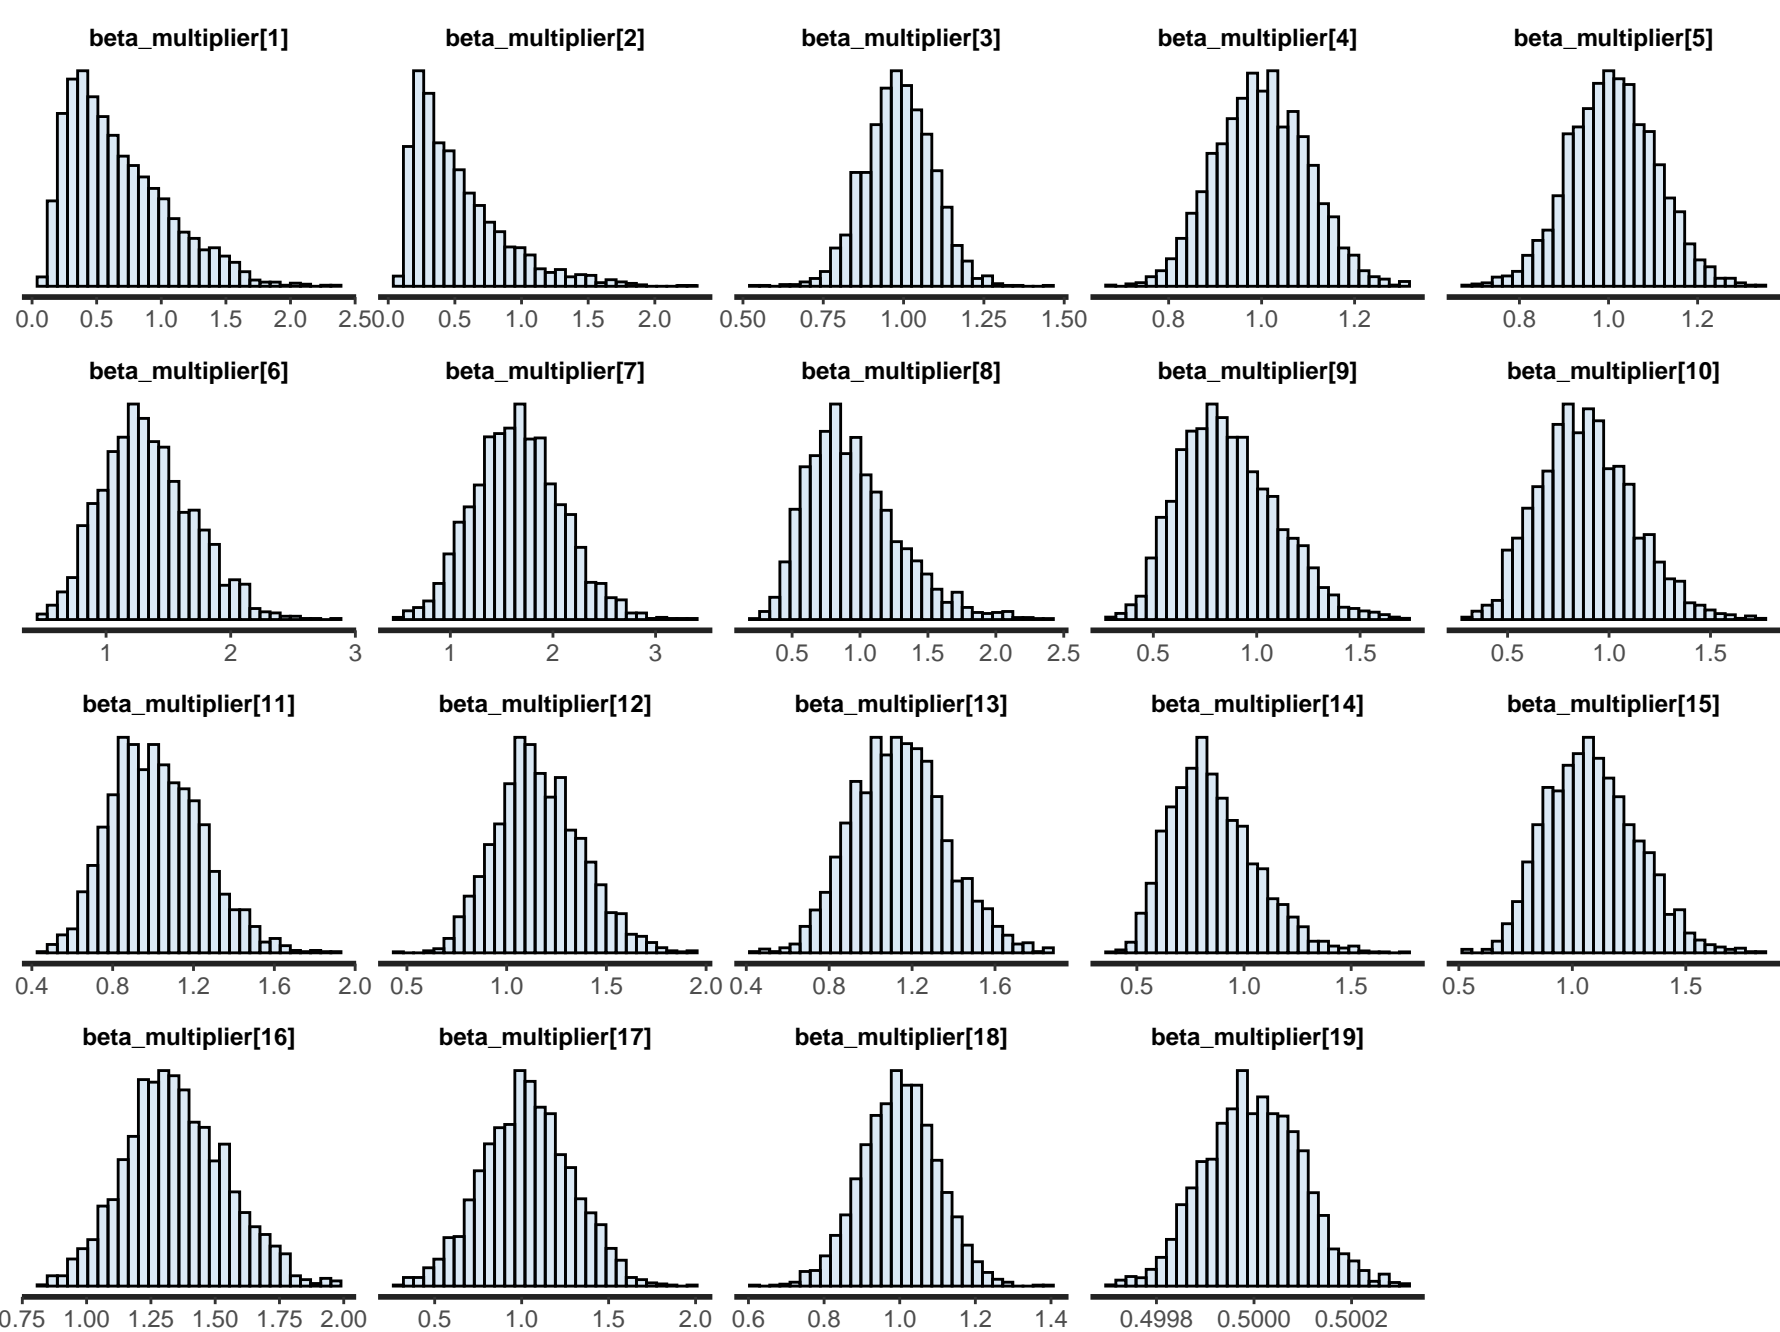 beta_multiplier[1] beta_multiplier[2] beta_multiplier[3] beta_multiplier[4] beta_multiplier[5]
0.0 0.5 1.0 1.5 2.0 2.5 0.0 0.5 1.0 1.5 2.0 0.50 0.75 1.00 1.25 1.50 0.8 1.0 1.2 0.8 1.0 1.2
beta_multiplier[6] beta_multiplier[7] beta_multiplier[8] beta_multiplier[9] beta_multiplier[10]
1 2 3 1 2 3 0.5 1.0 1.5 2.0 2.5 0.5 1.0 1.5 0.5 1.0 1.5
beta_multiplier[11] beta_multiplier[12] beta_multiplier[13] beta_multiplier[14] beta_multiplier[15]
0.4 0.8 1.2 1.6 2.0 0.5 1.0 1.5 2.0 0.4 0.8 1.2 1.6 0.5 1.0 1.5 0.5 1.0 1.5
beta_multiplier[16] beta_multiplier[17] beta_multiplier[18] beta_multiplier[19]
0.75 1.00 1.25 1.50 1.75 2.00 0.5 1.0 1.5 2.0 0.6 0.8 1.0 1.2 1.4 0.4998 0.5000 0.5002